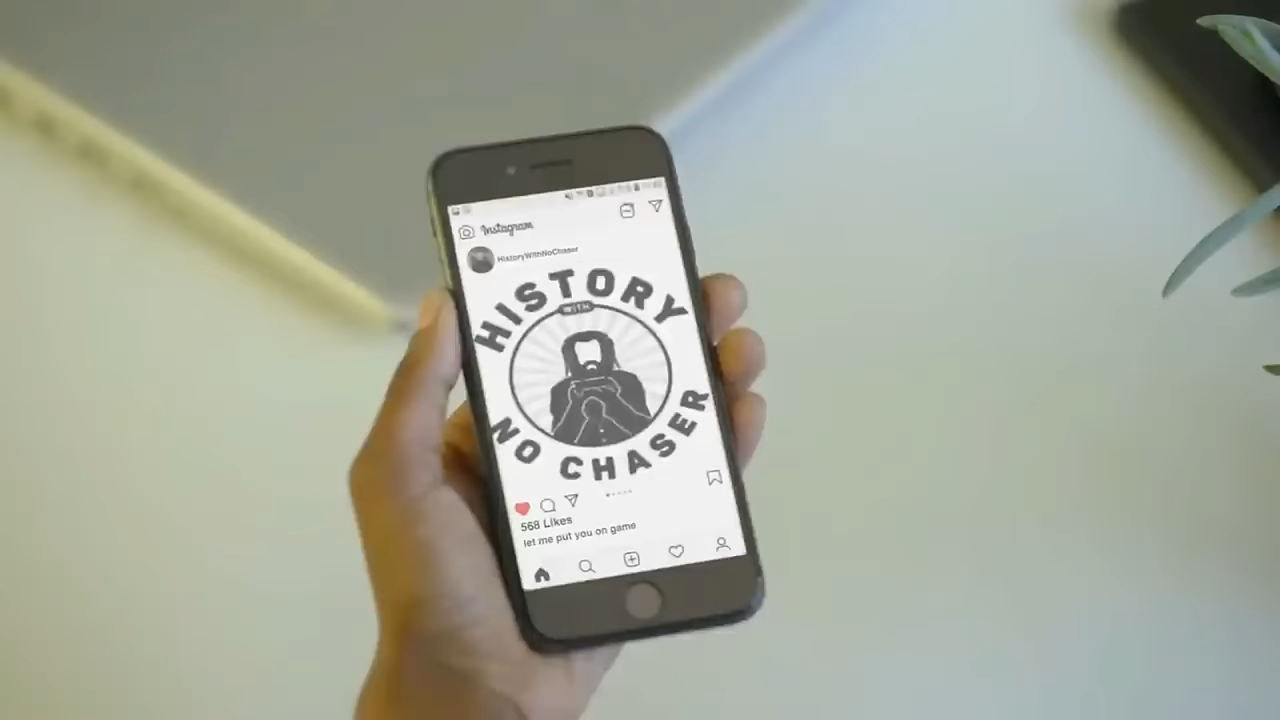 Instagram
HistoryWithNoChaser
HISTORY
WITH
NO CHASER
568 Likes
let me put you on game